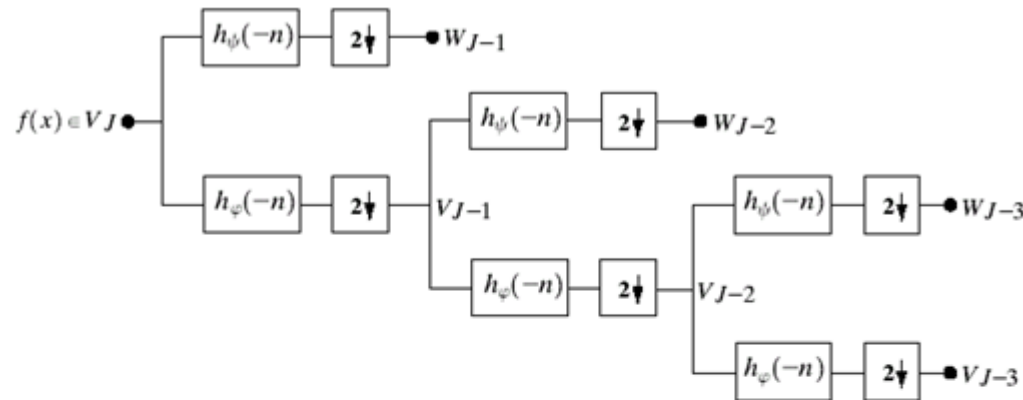 h_ψ(−n) 2↓ W_{J−1}
f(x) ∈ V_J h_ψ(−n) 2↓ W_{J−2}
h_φ(−n) 2↓ V_{J−1} h_ψ(−n) 2↓ W_{J−3}
h_φ(−n) 2↓ V_{J−2}
h_φ(−n) 2↓ V_{J−3}